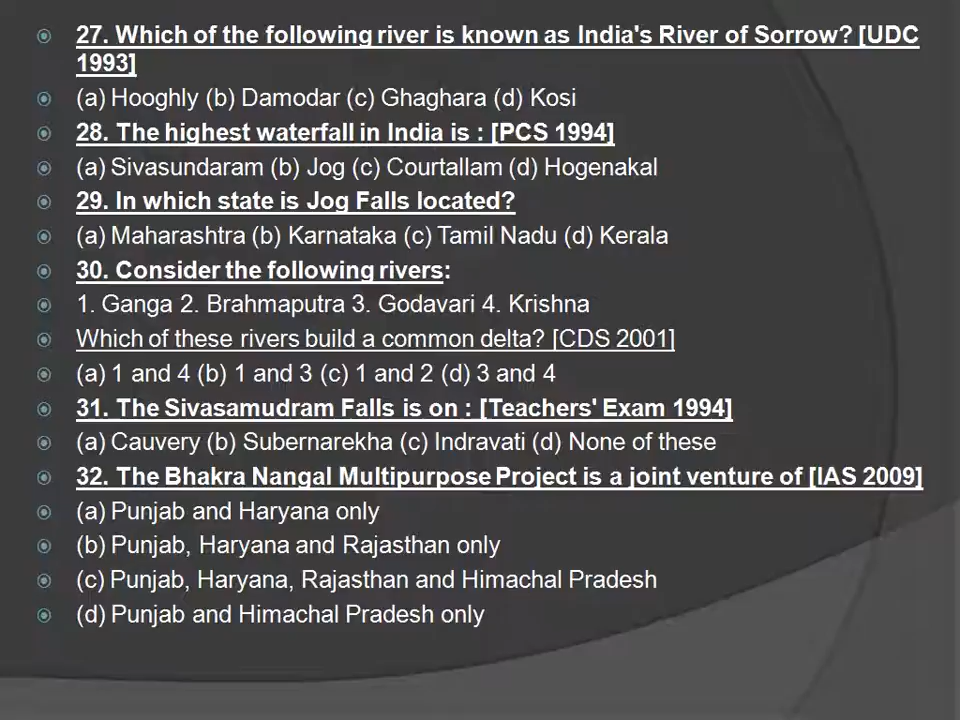 27. Which of the following river is known as India's River of Sorrow? [UDC
1993]
(a) Hooghly (b) Damodar (c) Ghaghara (d) Kosi
28. The highest waterfall in India is : [PCS 1994]
(a) Sivasundaram (b) Jog (c) Courtallam (d) Hogenakal
29. In which state is Jog Falls located?
(a) Maharashtra (b) Karnataka (c) Tamil Nadu (d) Kerala
30. Consider the following rivers:
1. Ganga 2. Brahmaputra 3. Godavari 4. Krishna
Which of these rivers build a common delta? [CDS 2001]
(a) 1 and 4 (b) 1 and 3 (c) 1 and 2 (d) 3 and 4
31. The Sivasamudram Falls is on : [Teachers' Exam 1994]
(a) Cauvery (b) Subernarekha (c) Indravati (d) None of these
32. The Bhakra Nangal Multipurpose Project is a joint venture of [IAS 2009]
(a) Punjab and Haryana only
(b) Punjab, Haryana and Rajasthan only
(c) Punjab, Haryana, Rajasthan and Himachal Pradesh
(d) Punjab and Himachal Pradesh only